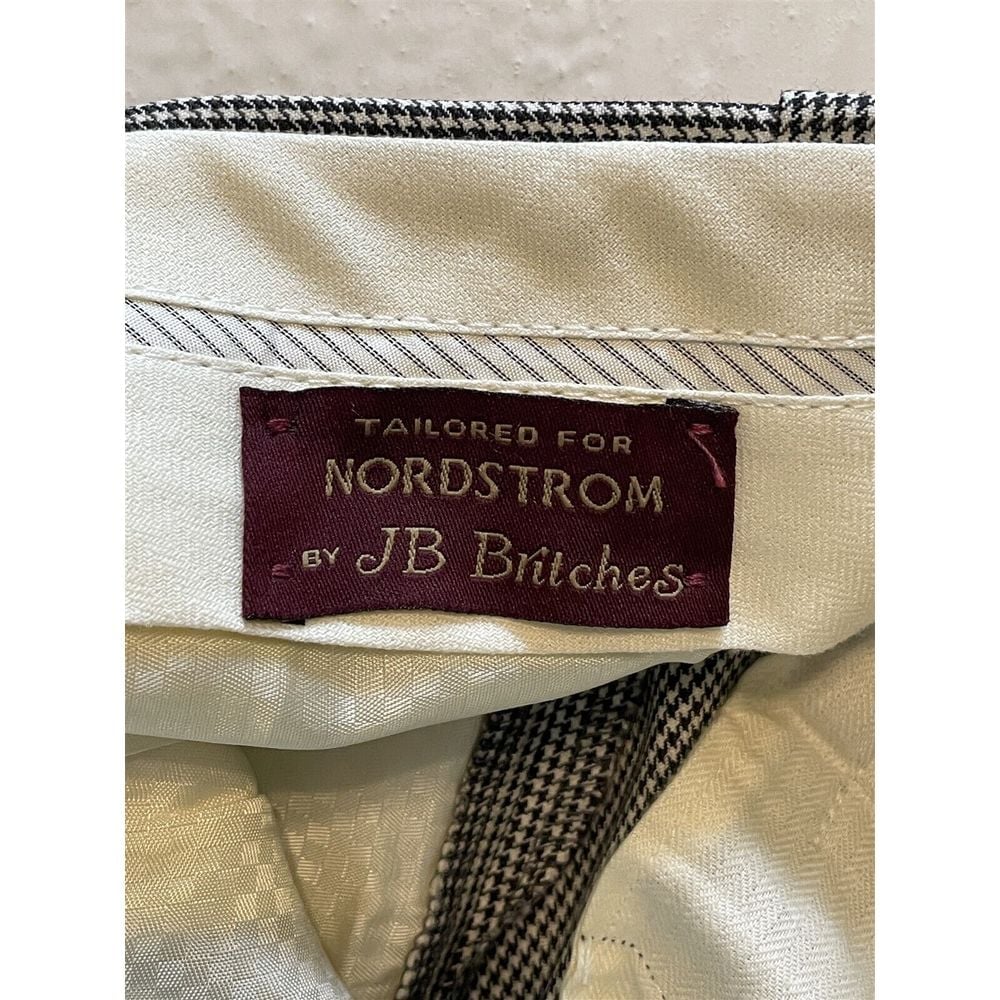 TAILORED FOR
NORDSTROM
BY JB Britches